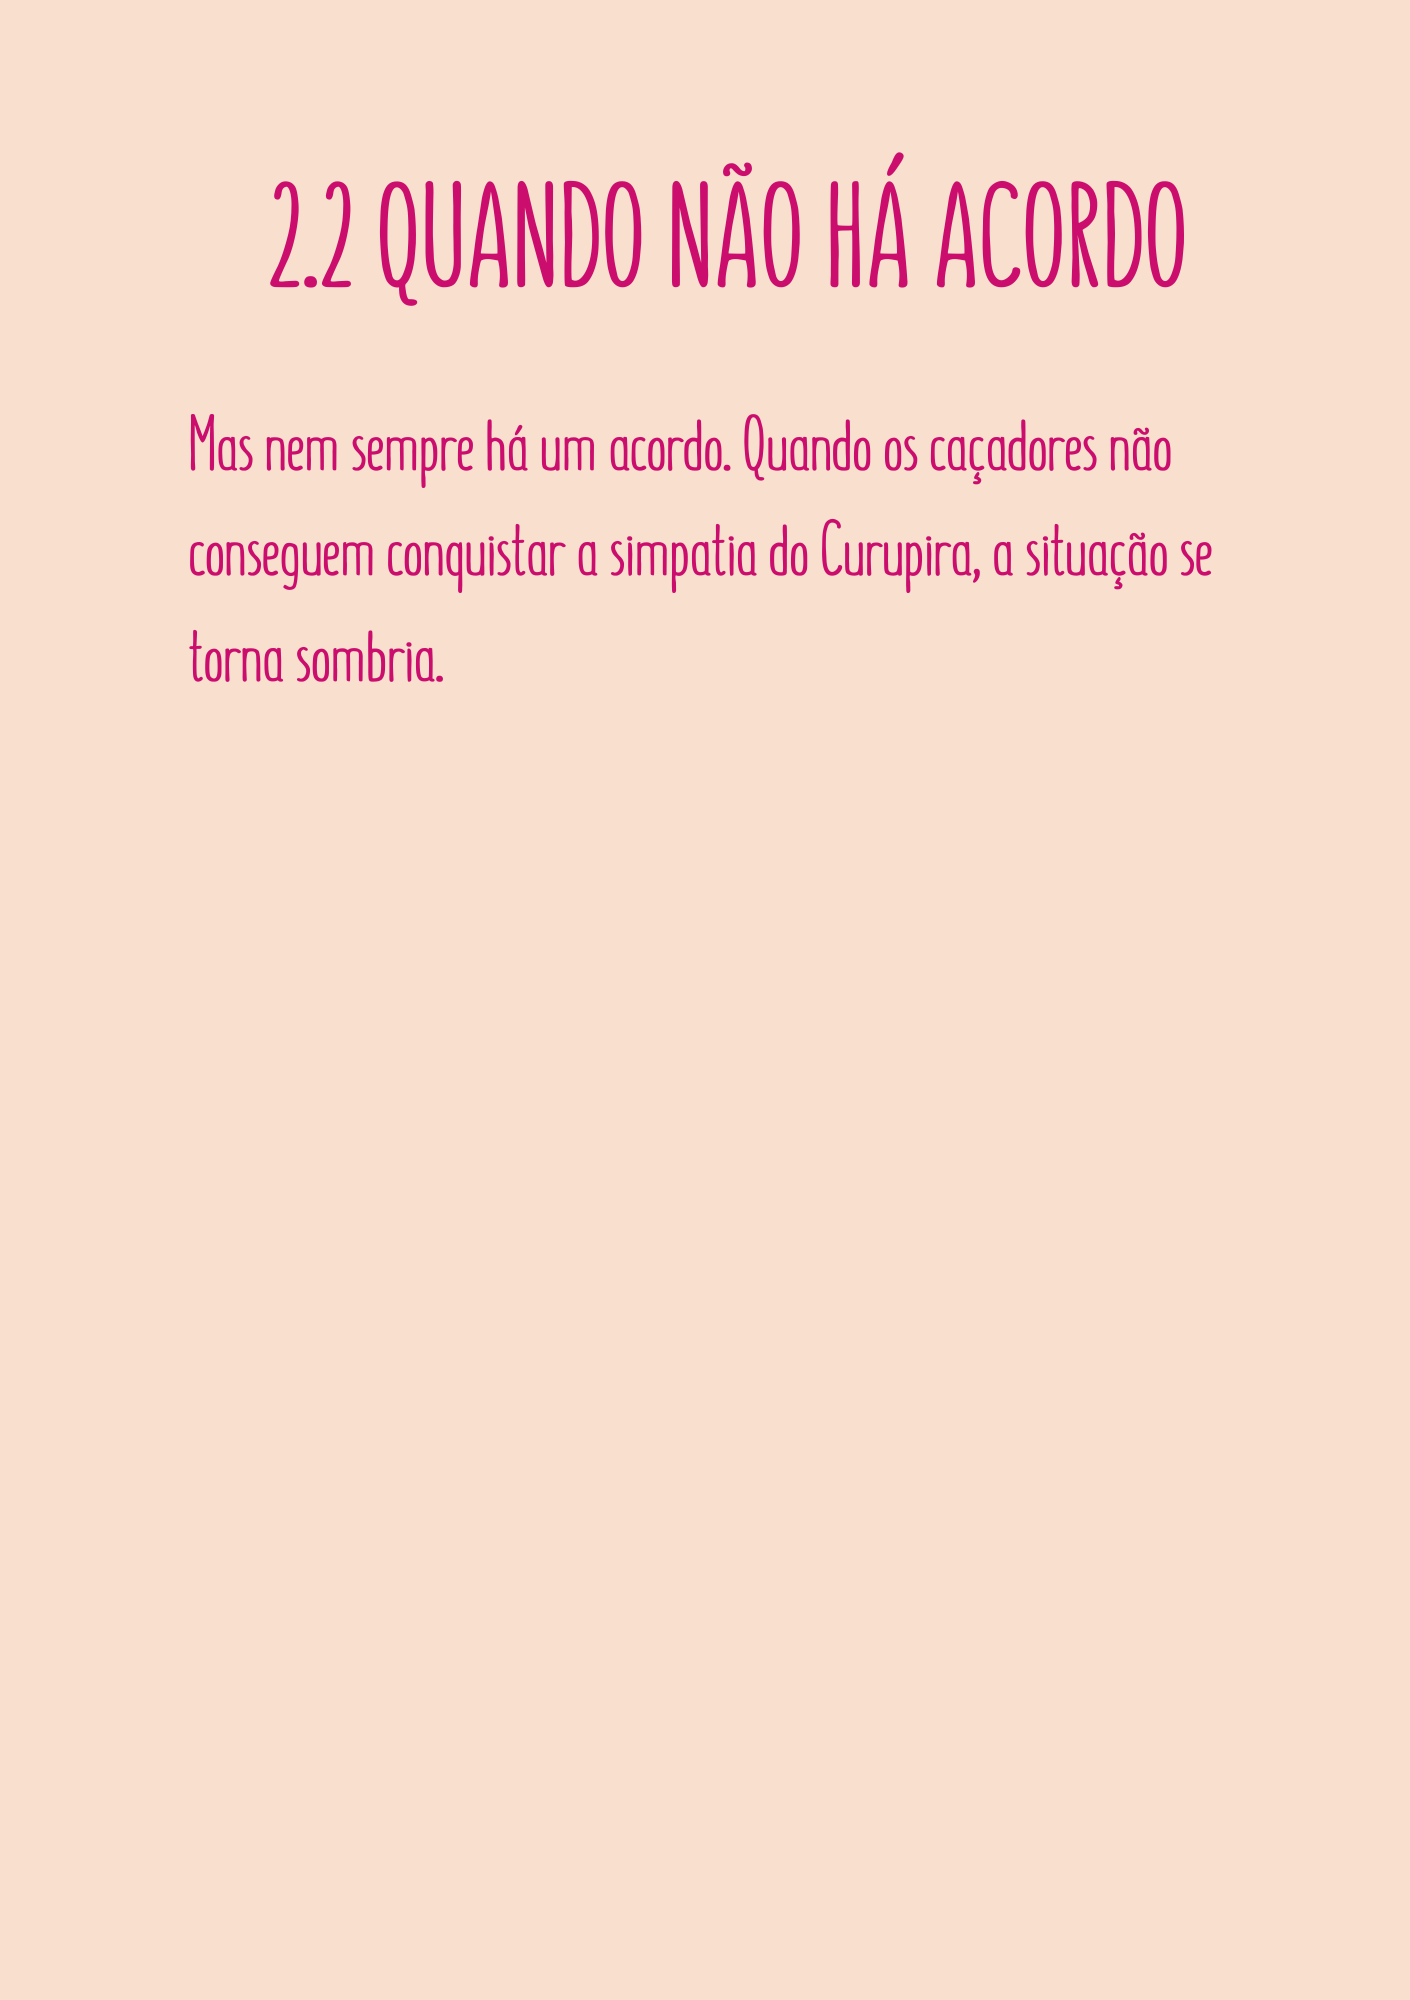 2.2 QUANDO NÃO HÁ ACORDO
Mas nem sempre há um acordo. Quando os caçadores não
conseguem conquistar a simpatia do Curupira, a situação se
torna sombria.